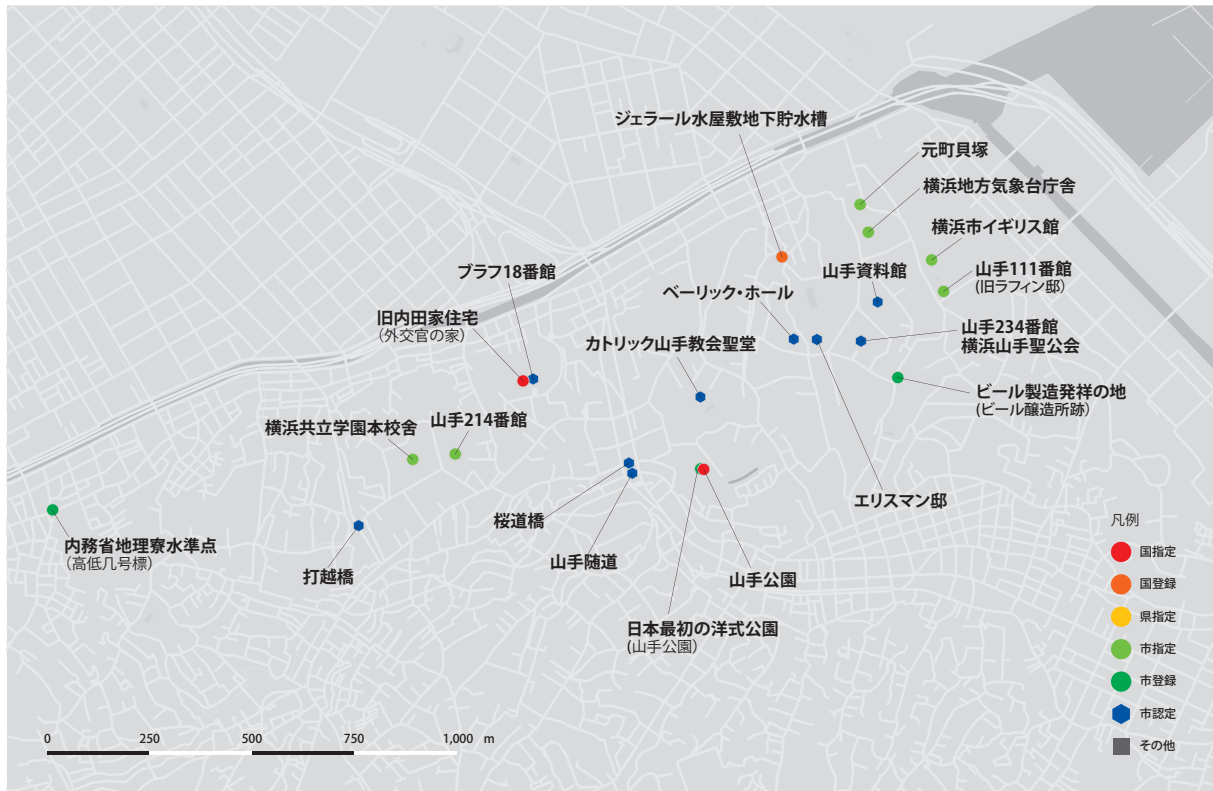 ジェラール水屋敷地下貯水槽
元町貝塚
横浜地方気象台庁舎
横浜市イギリス館
山手111番館
(旧ラフィン邸)
山手資料館
ブラフ18番館
ベーリック・ホール
旧内田家住宅
(外交官の家)
カトリック山手教会聖堂
山手234番館
横浜山手聖公会
ビール製造発祥の地
(ビール醸造所跡)
山手214番館
横浜共立学園本校舎
エリスマン邸
桜道橋
内務省地理寮水準点
(高低几号標)
打越橋
山手隧道
山手公園
日本最初の洋式公園
(山手公園)
凡例
国指定
国登録
県指定
市指定
市登録
市認定
その他
0 250 500 750 1,000 m